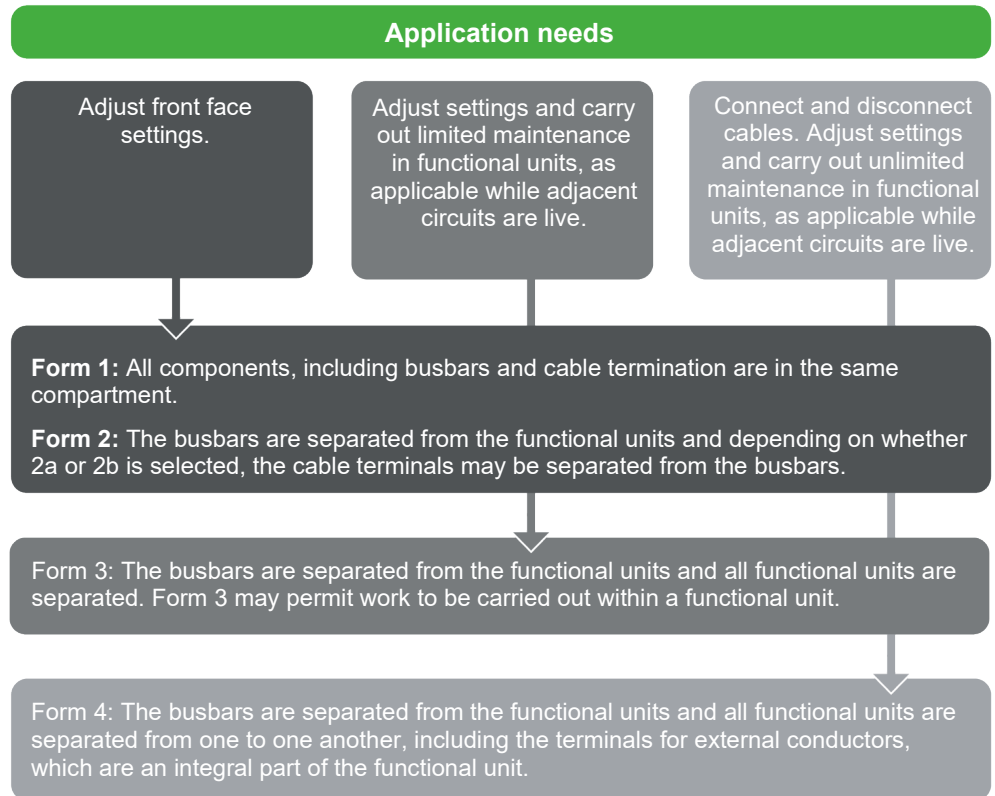 Application needs
Adjust front face
settings.
Adjust settings and carry
out limited maintenance
in functional units, as
applicable while adjacent
circuits are live.
Connect and disconnect
cables. Adjust settings
and carry out unlimited
maintenance in functional
units, as applicable while
adjacent circuits are live.
Form 1: All components, including busbars and cable termination are in the same
compartment.
Form 2: The busbars are separated from the functional units and depending on whether
2a or 2b is selected, the cable terminals may be separated from the busbars.
Form 3: The busbars are separated from the functional units and all functional units are
separated. Form 3 may permit work to be carried out within a functional unit.
Form 4: The busbars are separated from the functional units and all functional units are
separated from one to one another, including the terminals for external conductors,
which are an integral part of the functional unit.